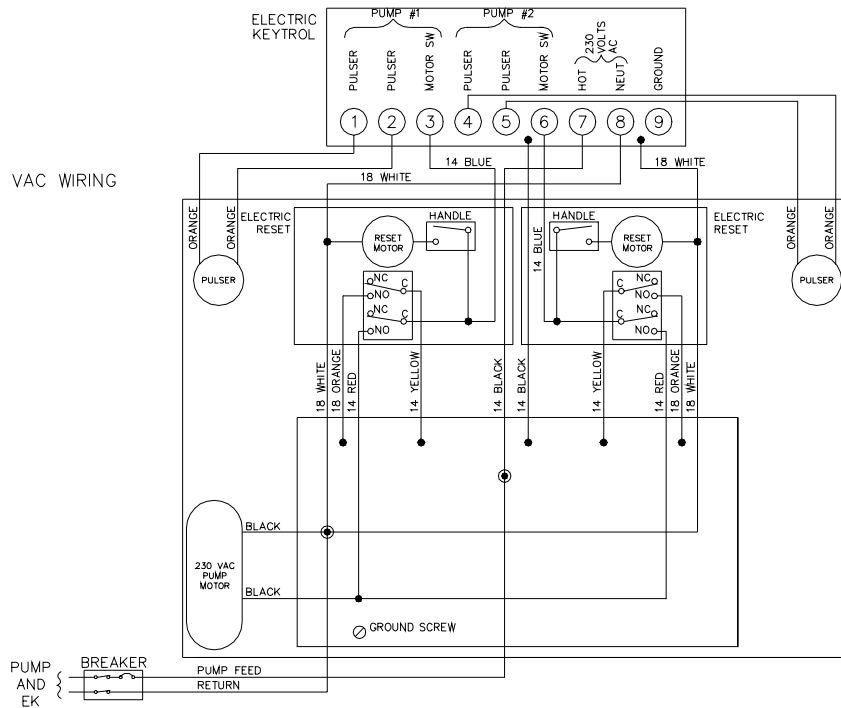 ELECTRIC
KEYTROL
PUMP #1
PUMP #2
PULSER
PULSER
MOTOR SW
PULSER
PULSER
MOTOR SW
HOT
230
VOLTS
AC
NEUT
GROUND
1
2
3
4
5
6
7
8
9
VAC WIRING
14 BLUE
18 WHITE
18 WHITE
ORANGE
ORANGE
PULSER
ELECTRIC
RESET
RESET
MOTOR
HANDLE
NC
C
NO
NC
C
NO
14 BLUE
HANDLE
RESET
MOTOR
ELECTRIC
RESET
NC
C
NO
NC
C
NO
ORANGE
ORANGE
PULSER
18 WHITE
18 ORANGE
14 RED
14 YELLOW
14 BLACK
14 BLACK
14 YELLOW
14 RED
18 ORANGE
18 WHITE
BLACK
230 VAC
PUMP
MOTOR
BLACK
GROUND SCREW
PUMP
AND
EK
BREAKER
PUMP FEED
RETURN